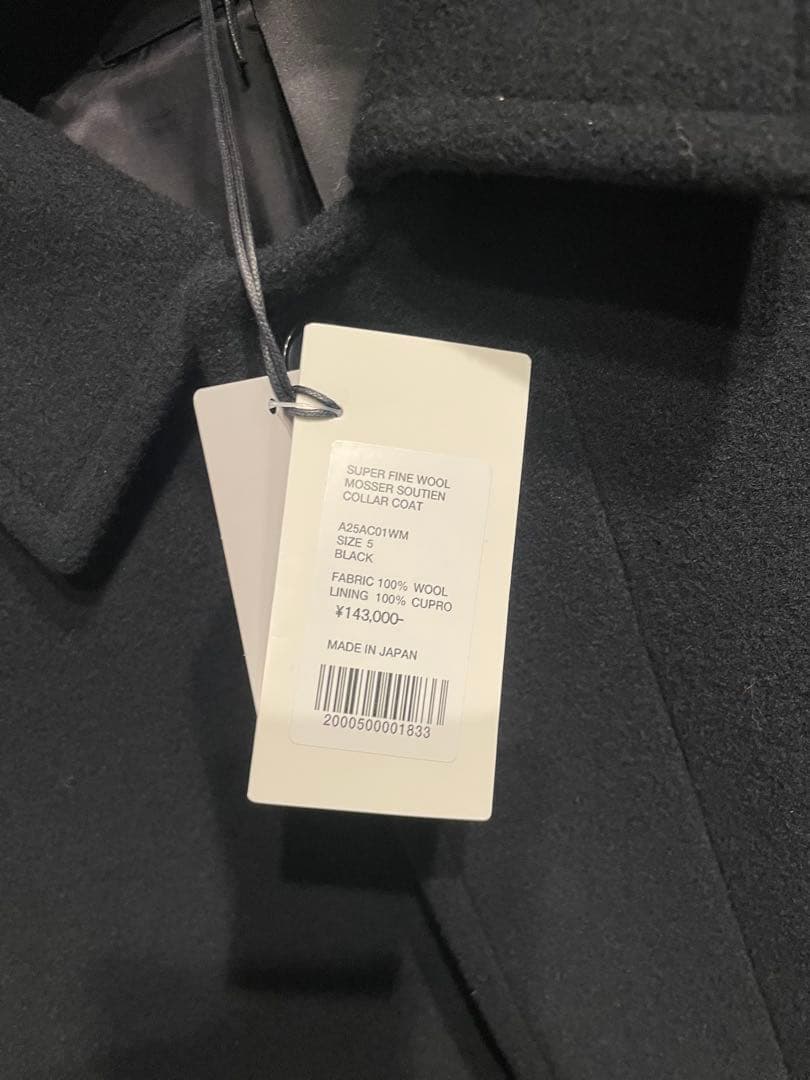 SUPER FINE WOOL
MOSSER SOUTIEN
COLLAR COAT
A25AC01WM
SIZE 5
BLACK
FABRIC 100% WOOL
LINING 100% CUPRO
¥143,000-
MADE IN JAPAN
2000500001833